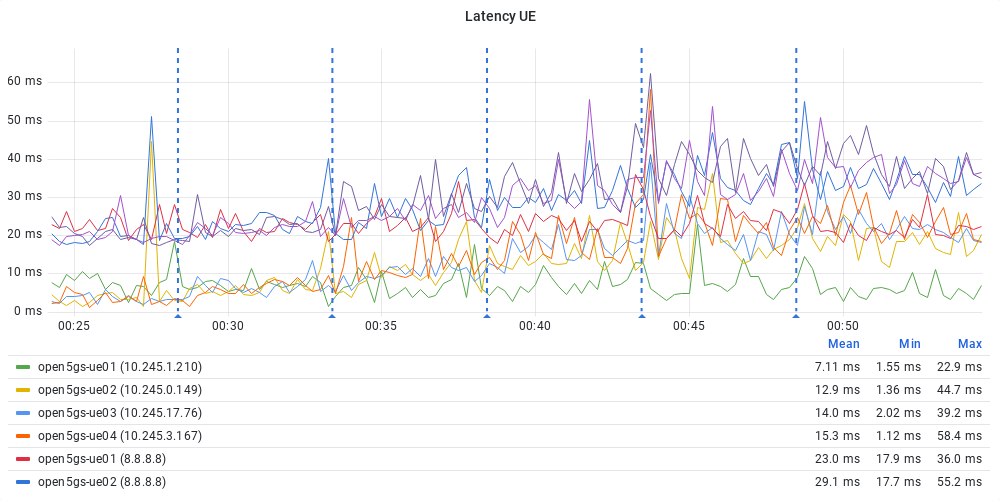 Latency UE
60 ms
50 ms
40 ms
30 ms
20 ms
10 ms
0 ms
00:25 00:30 00:35 00:40 00:45 00:50
Mean Min Max
open5gs-ue01 (10.245.1.210) 7.11 ms 1.55 ms 22.9 ms
open5gs-ue02 (10.245.0.149) 12.9 ms 1.36 ms 44.7 ms
open5gs-ue03 (10.245.17.76) 14.0 ms 2.02 ms 39.2 ms
open5gs-ue04 (10.245.3.167) 15.3 ms 1.12 ms 58.4 ms
open5gs-ue01 (8.8.8.8) 23.0 ms 17.9 ms 36.0 ms
open5gs-ue02 (8.8.8.8) 29.1 ms 17.7 ms 55.2 ms